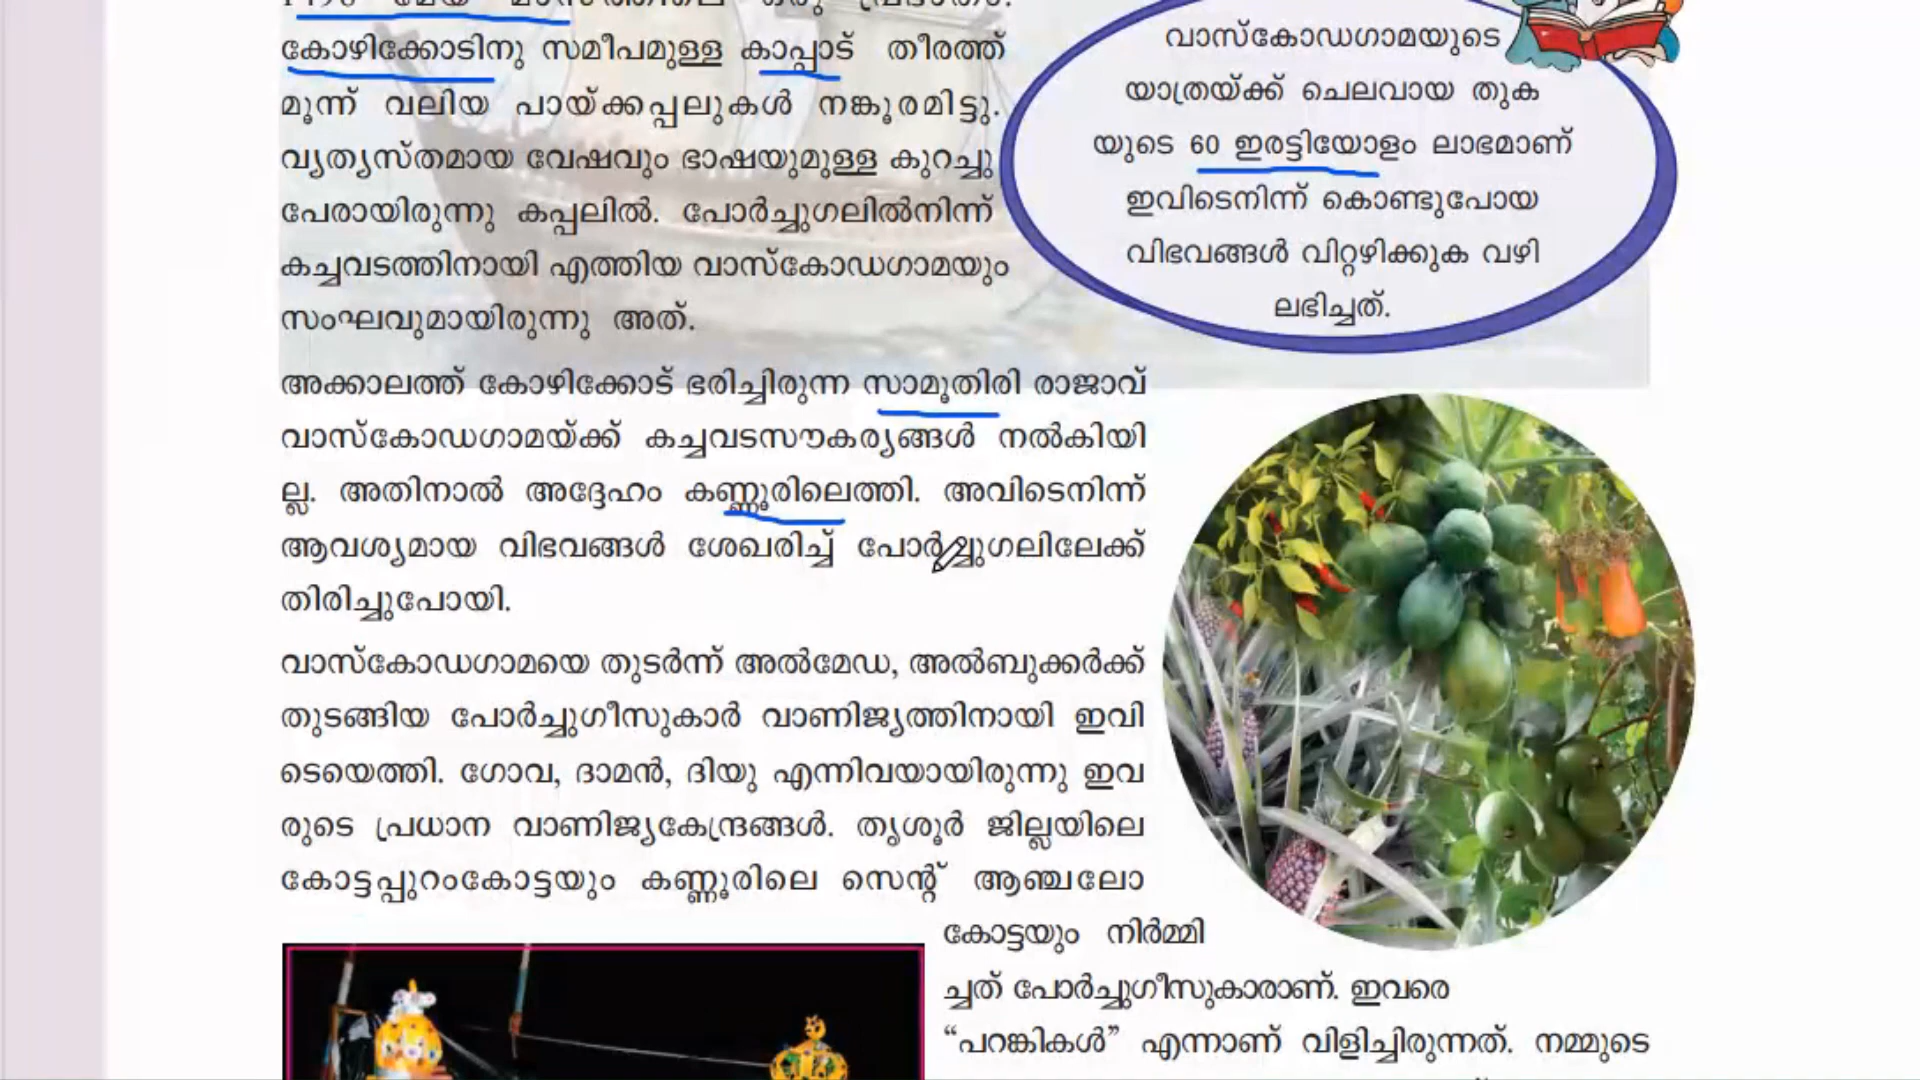 കോഴിക്കോടിനു സമീപമുള്ള കാപ്പാട് തീരത്ത്
മൂന്ന് വലിയ പായ്ക്കപ്പലുകൾ നങ്കൂരമിട്ടു.
വ്യത്യസ്തമായ വേഷവും ഭാഷയുമുള്ള കുറച്ചു
പേരായിരുന്നു കപ്പലിൽ. പോർച്ചുഗലിൽനിന്ന്
കച്ചവടത്തിനായി എത്തിയ വാസ്കോഡഗാമയും
സംഘവുമായിരുന്നു അത്.
വാസ്കോഡഗാമയുടെ
യാത്രയ്ക്ക് ചെലവായ തുക
യുടെ 60 ഇരട്ടിയോളം ലാഭമാണ്
ഇവിടെനിന്ന് കൊണ്ടുപോയ
വിഭവങ്ങൾ വിറ്റഴിക്കുക വഴി
ലഭിച്ചത്.
അക്കാലത്ത് കോഴിക്കോട് ഭരിച്ചിരുന്ന സാമൂതിരി രാജാവ്
വാസ്കോഡഗാമയ്ക്ക് കച്ചവടസൗകര്യങ്ങൾ നൽകിയി
ല്ല. അതിനാൽ അദ്ദേഹം കണ്ണൂരിലെത്തി. അവിടെനിന്ന്
ആവശ്യമായ വിഭവങ്ങൾ ശേഖരിച്ച് പോർച്ചുഗലിലേക്ക്
തിരിച്ചുപോയി.
വാസ്കോഡഗാമയെ തുടർന്ന് അൽമേഡ, അൽബുക്കർക്ക്
തുടങ്ങിയ പോർച്ചുഗീസുകാർ വാണിജ്യത്തിനായി ഇവി
ടെയെത്തി. ഗോവ, ദാമൻ, ദിയു എന്നിവയായിരുന്നു ഇവ
രുടെ പ്രധാന വാണിജ്യകേന്ദ്രങ്ങൾ. തൃശൂർ ജില്ലയിലെ
കോട്ടപ്പുറംകോട്ടയും കണ്ണൂരിലെ സെന്റ് ആഞ്ചലോ
കോട്ടയും നിർമ്മി
ച്ചത് പോർച്ചുഗീസുകാരാണ്. ഇവരെ
“പറങ്കികൾ” എന്നാണ് വിളിച്ചിരുന്നത്. നമ്മുടെ